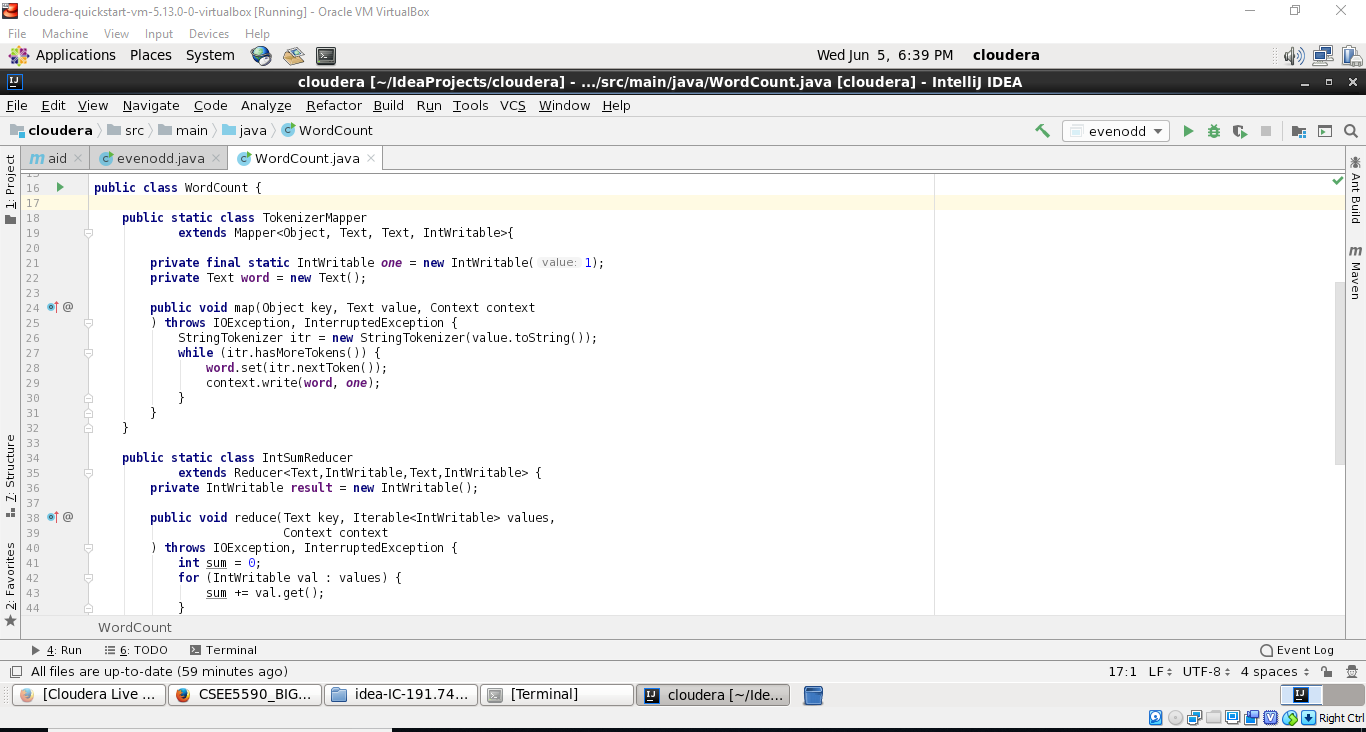 cloudera-quickstart-vm-5.13.0-0-virtualbox [Running] - Oracle VM VirtualBox
File Machine View Input Devices Help
Applications Places System Wed Jun 5, 6:39 PM cloudera
cloudera [~/IdeaProjects/cloudera] - .../src/main/java/WordCount.java [cloudera] - IntelliJ IDEA
File Edit View Navigate Code Analyze Refactor Build Run Tools VCS Window Help
cloudera src main java WordCount evenodd
m aid evenodd.java WordCount.java
1: Project
7: Structure
2: Favorites
Ant Build
m Maven
16 public class WordCount {
17
18 public static class TokenizerMapper
19 extends Mapper<Object, Text, Text, IntWritable>{
20
21 private final static IntWritable one = new IntWritable( value: 1);
22 private Text word = new Text();
23
24 @ public void map(Object key, Text value, Context context
25 ) throws IOException, InterruptedException {
26 StringTokenizer itr = new StringTokenizer(value.toString());
27 while (itr.hasMoreTokens()) {
28 word.set(itr.nextToken());
29 context.write(word, one);
30 }
31 }
32 }
33
34 public static class IntSumReducer
35 extends Reducer<Text,IntWritable,Text,IntWritable> {
36 private IntWritable result = new IntWritable();
37
38 @ public void reduce(Text key, Iterable<IntWritable> values,
39 Context context
40 ) throws IOException, InterruptedException {
41 int sum = 0;
42 for (IntWritable val : values) {
43 sum += val.get();
44 }
WordCount
4: Run 6: TODO Terminal Event Log
All files are up-to-date (59 minutes ago) 17:1 LF UTF-8 4 spaces
[Cloudera Live ... CSEE5590_BIG... idea-IC-191.74... [Terminal] cloudera [~/Ide...
Right Ctrl